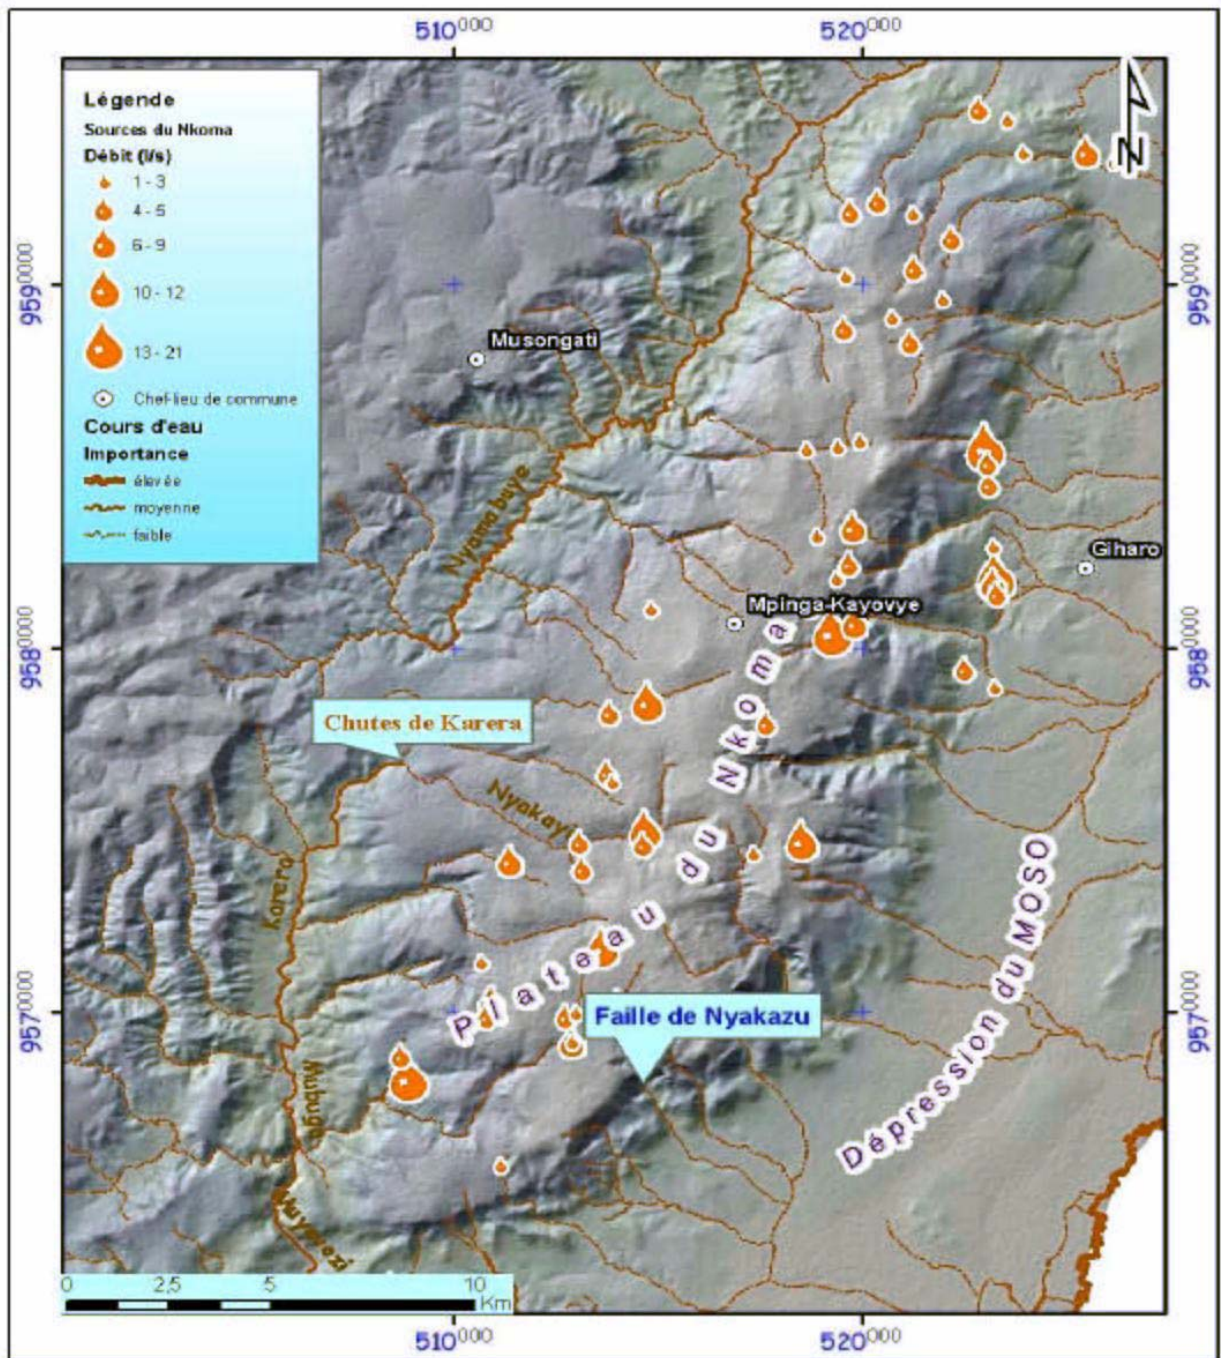 510000
520000
Légende
Sources du Nkoma
Débit (l/s)
1 - 3
4 - 5
6 - 9
10 - 12
13 - 21
Chef-lieu de commune
Cours d'eau
Importance
élevée
moyenne
faible
N
9590000
9590000
Musongati
Nyamabuye
Giharo
Mpinga-Kayovye
9580000
9580000
Chutes de Karera
Nyakayi
Karera
Plateau du Nkoma
Dépression du MOSO
9570000
9570000
Faille de Nyakazu
Mubuga
Muyovozi
0 2,5 5 10
Km
510000
520000